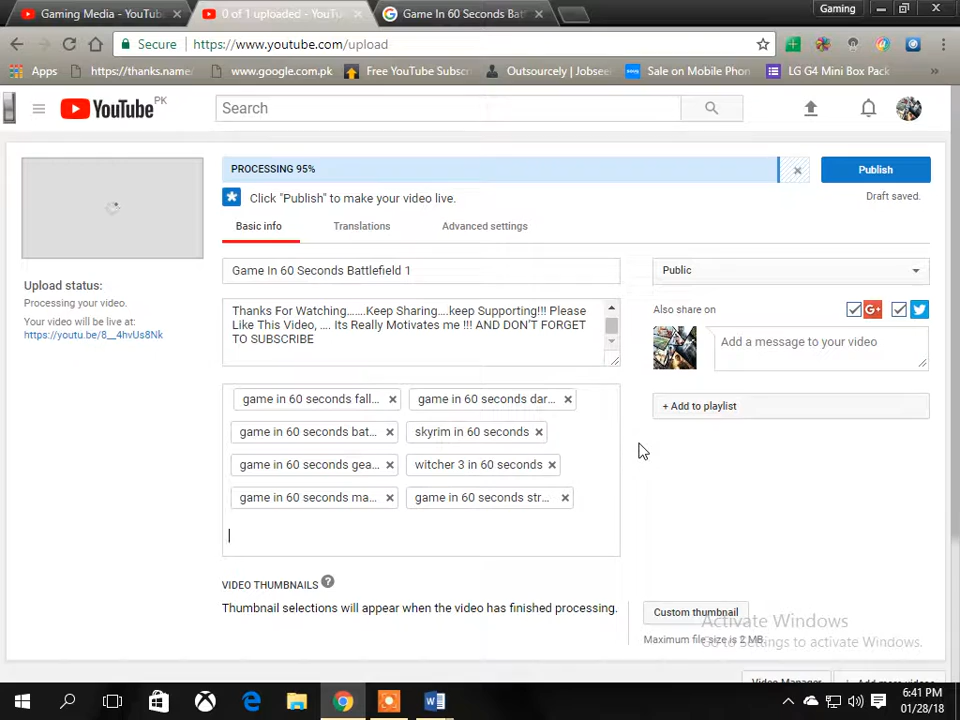 Gaming Media - YouTub
0 of 1 uploaded - YouTu
Game In 60 Seconds Bat
Gaming
Secure
https://www.youtube.com/upload
Apps
https://thanks.name/
www.google.com.pk
Free YouTube Subsc
Outsourcely | Jobsee
Sale on Mobile Phon
LG G4 Mini Box Pack
YouTube PK
Search
PROCESSING 95%
Publish
Click "Publish" to make your video live.
Draft saved.
Basic info
Translations
Advanced settings
Upload status:
Processing your video.
Your video will be live at:
https://youtu.be/8__4hvUs8Nk
Game In 60 Seconds Battlefield 1
Public
Thanks For Watching.......Keep Sharing....keep Supporting!!! Please
Like This Video, .... Its Really Motivates me !!! AND DON'T FORGET
TO SUBSCRIBE
Also share on
Add a message to your video
game in 60 seconds fall...
game in 60 seconds dar...
game in 60 seconds bat...
skyrim in 60 seconds
game in 60 seconds gea...
witcher 3 in 60 seconds
game in 60 seconds ma...
game in 60 seconds str...
+ Add to playlist
VIDEO THUMBNAILS ?
Thumbnail selections will appear when the video has finished processing.
Custom thumbnail
Maximum file size is 2 MB.
Activate Windows
Go to Settings to activate Windows.
Video Manager
+ Add more videos
6:41 PM
01/28/18